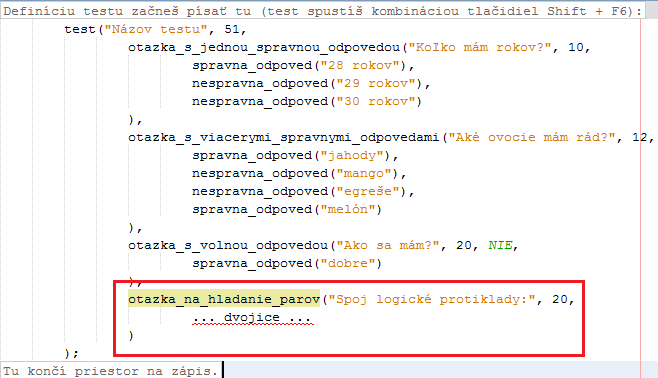 Definíciu testu začneš písať tu (test spustíš kombináciou tlačidiel Shift + F6):
test("Názov testu", 51,
otazka_s_jednou_spravnou_odpovedou("Koľko mám rokov?", 10,
spravna_odpoved("28 rokov"),
nespravna_odpoved("29 rokov"),
nespravna_odpoved("30 rokov")
),
otazka_s_viacerymi_spravnymi_odpovedami("Aké ovocie mám rád?", 12,
spravna_odpoved("jahody"),
nespravna_odpoved("mango"),
nespravna_odpoved("egreše"),
spravna_odpoved("melón")
),
otazka_s_volnou_odpovedou("Ako sa mám?", 20, NIE,
spravna_odpoved("dobre")
),
otazka_na_hladanie_parov("Spoj logické protiklady:", 20,
... dvojice ...
)
);
Tu končí priestor na zápis.